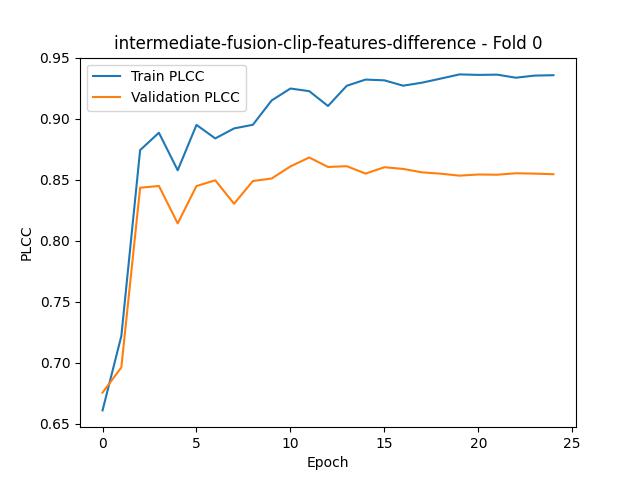 intermediate-fusion-clip-features-difference - Fold 0
Train PLCC
Validation PLCC
PLCC
0.95
0.90
0.85
0.80
0.75
0.70
0.65
0 5 10 15 20 25
Epoch